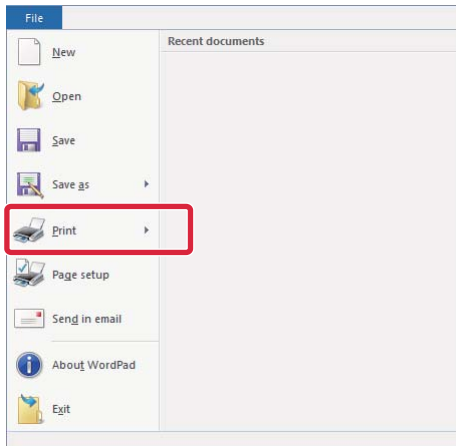 File
Recent documents
New
Open
Save
Save as
Print
Page setup
Send in email
About WordPad
Exit